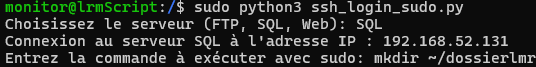 monitor@lrmScript:/$ sudo python3 ssh_login_sudo.py
Choisissez le serveur (FTP, SQL, Web): SQL
Connexion au serveur SQL à l'adresse IP : 192.168.52.131
Entrez la commande à exécuter avec sudo: mkdir ~/dossierlmr